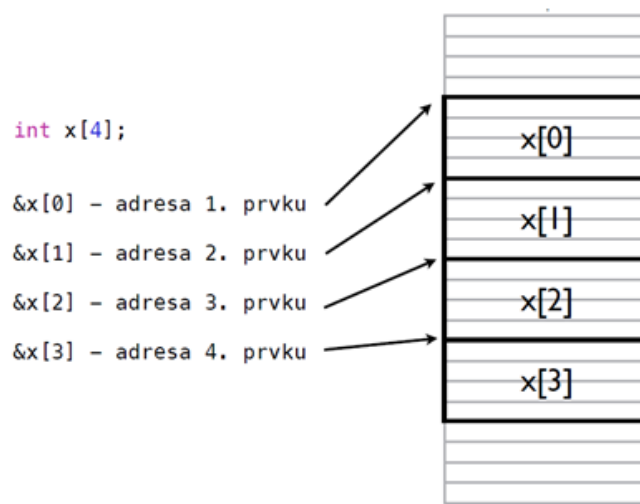 int x[4];
&x[0] – adresa 1. prvku
&x[1] – adresa 2. prvku
&x[2] – adresa 3. prvku
&x[3] – adresa 4. prvku
x[0]
x[1]
x[2]
x[3]